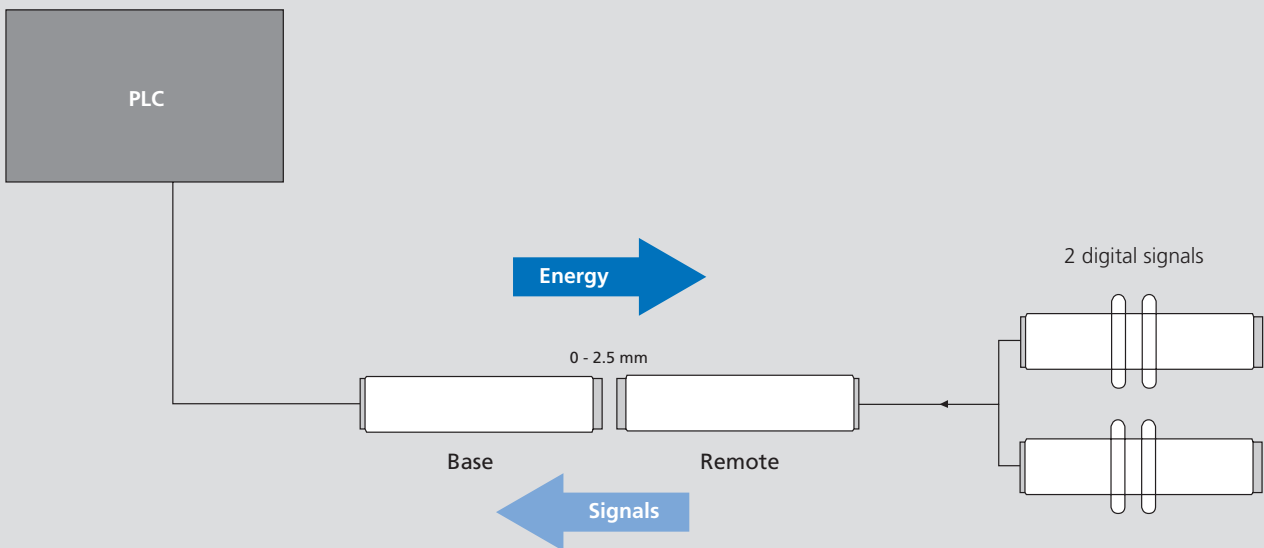 PLC
Energy
2 digital signals
0 - 2.5 mm
Base
Remote
Signals